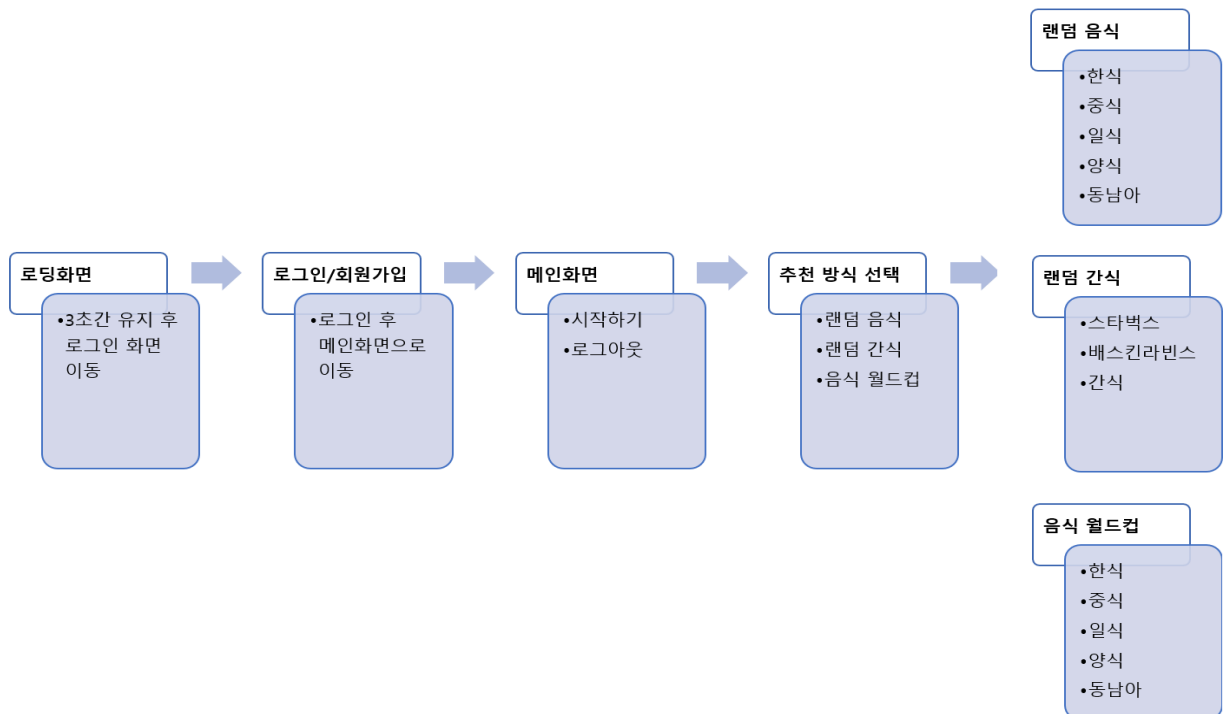 로딩화면
•3초간 유지 후
로그인 화면
이동
로그인/회원가입
•로그인 후
메인화면으로
이동
메인화면
•시작하기
•로그아웃
추천 방식 선택
•랜덤 음식
•랜덤 간식
•음식 월드컵
랜덤 음식
•한식
•중식
•일식
•양식
•동남아
랜덤 간식
•스타벅스
•배스킨라빈스
•간식
음식 월드컵
•한식
•중식
•일식
•양식
•동남아